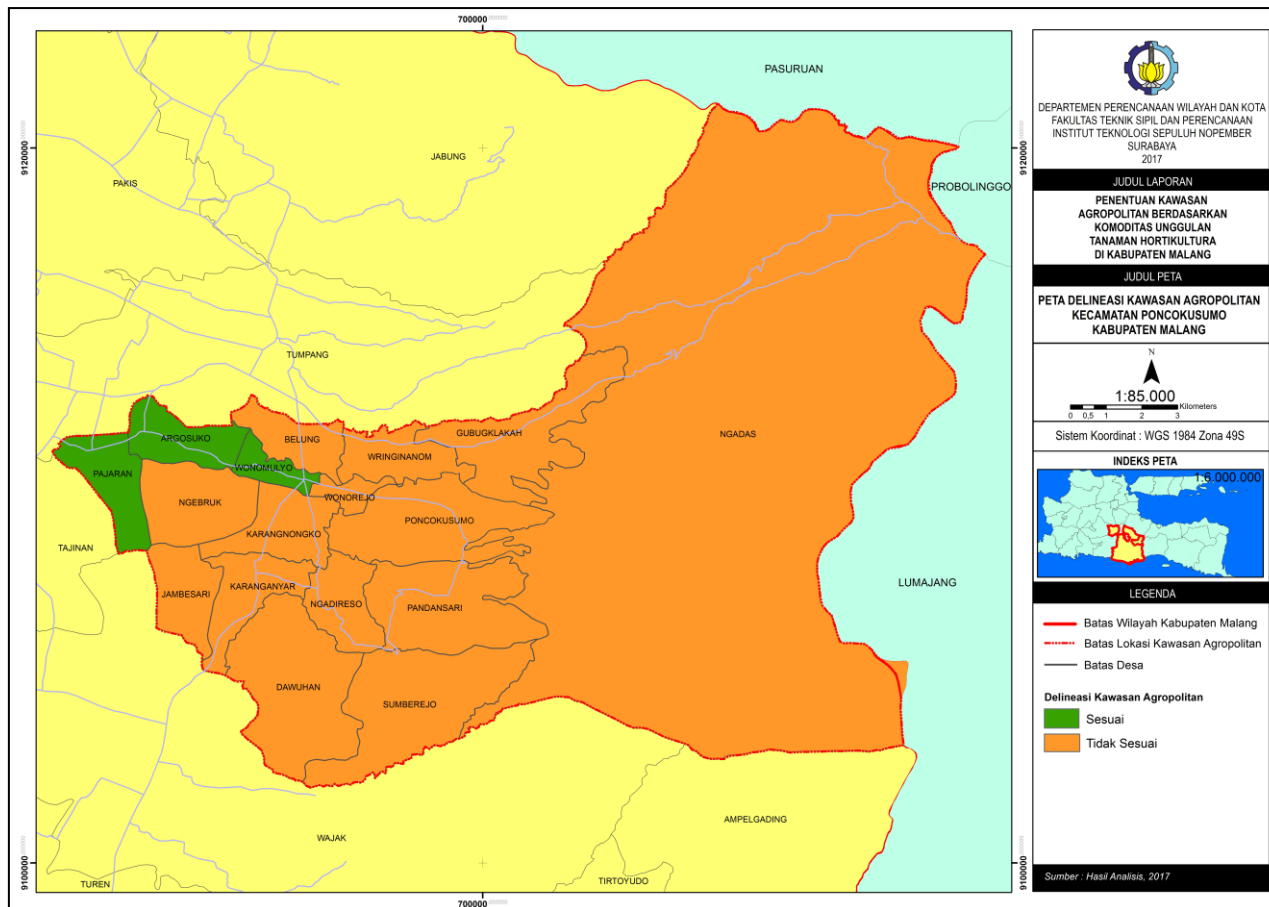 700000
PASURUAN
9120000
9120000
JABUNG
PAKIS
PROBOLINGGO
TUMPANG
ARGOSUKO
BELUNG
GUBUGKLAKAH
NGADAS
WRINGINANOM
PAJARAN
WONOMULYO
NGEBRUK
WONOREJO
PONCOKUSUMO
KARANGNONGKO
TAJINAN
LUMAJANG
JAMBESARI
KARANGANYAR
NGADIRESO
PANDANSARI
DAWUHAN
SUMBEREJO
AMPELGADING
WAJAK
9100000
9100000
TUREN
TIRTOYUDO
700000
DEPARTEMEN PERENCANAAN WILAYAH DAN KOTA
FAKULTAS TEKNIK SIPIL DAN PERENCANAAN
INSTITUT TEKNOLOGI SEPULUH NOPEMBER
SURABAYA
2017
JUDUL LAPORAN
PENENTUAN KAWASAN
AGROPOLITAN BERDASARKAN
KOMODITAS UNGGULAN
TANAMAN HORTIKULTURA
DI KABUPATEN MALANG
JUDUL PETA
PETA DELINEASI KAWASAN AGROPOLITAN
KECAMATAN PONCOKUSUMO
KABUPATEN MALANG
N
1:85.000
Kilometers
0 0,5 1 2 3
Sistem Koordinat : WGS 1984 Zona 49S
INDEKS PETA
1:6.000.000
LEGENDA
Batas Wilayah Kabupaten Malang
Batas Lokasi Kawasan Agropolitan
Batas Desa
Delineasi Kawasan Agropolitan
Sesuai
Tidak Sesuai
Sumber : Hasil Analisis, 2017